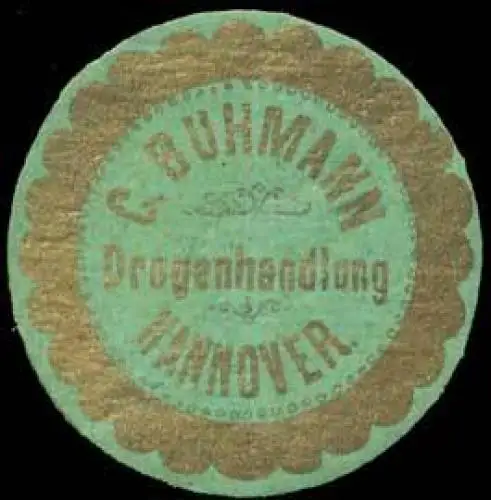 C. BUHMANN
Drogenhandlung
HANNOVER.